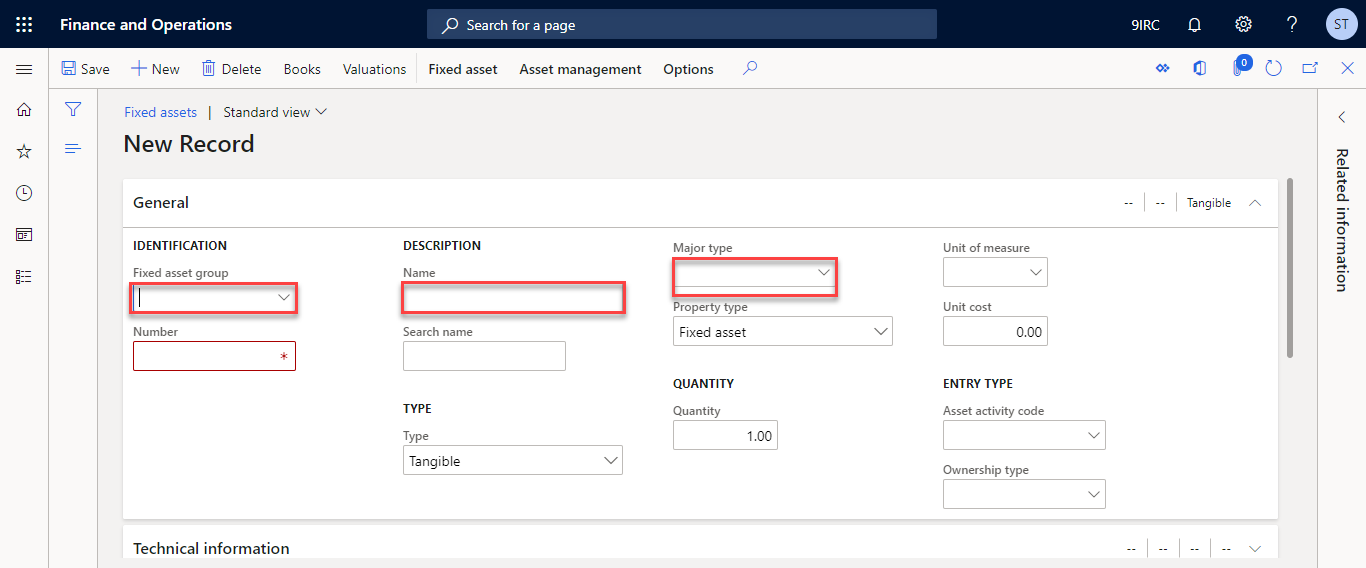 Finance and Operations
Search for a page
9IRC
ST
Save
New
Delete
Books
Valuations
Fixed asset
Asset management
Options
0
Fixed assets | Standard view
New Record
Related information
General
-- -- Tangible
IDENTIFICATION
Fixed asset group
Number
*
DESCRIPTION
Name
Search name
TYPE
Type
Tangible
Major type
Property type
Fixed asset
QUANTITY
Quantity
1.00
Unit of measure
Unit cost
0.00
ENTRY TYPE
Asset activity code
Ownership type
Technical information
-- -- -- --